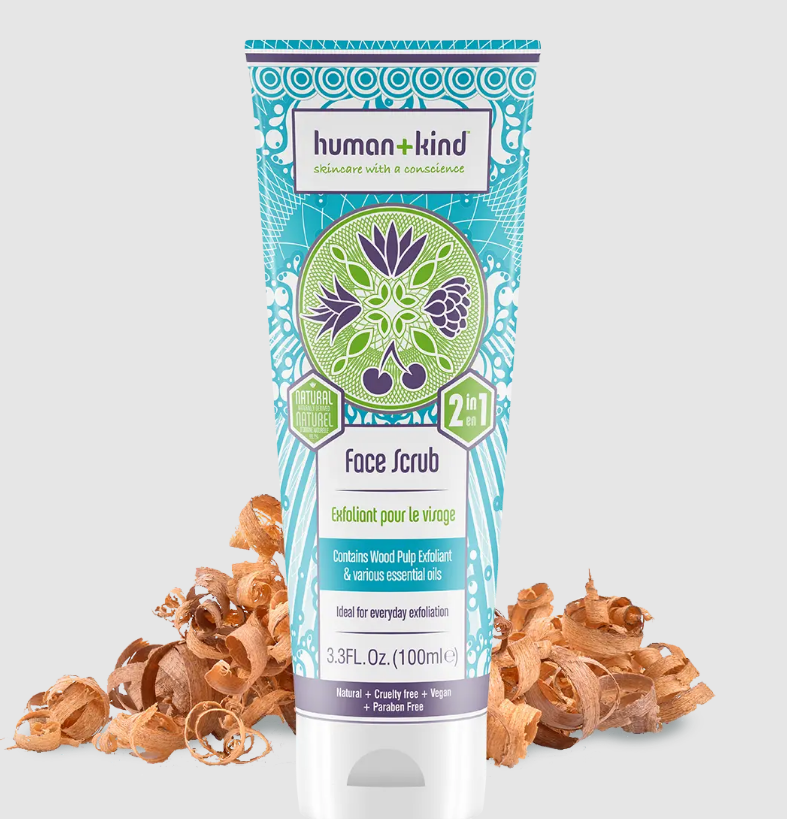 human+kind
skincare with a conscience
NATURAL
NATUREL
2 in en 1
Face Scrub
Exfoliant pour le visage
Contains Wood Pulp Exfoliant
& various essential oils
Ideal for everyday exfoliation
3.3FL.Oz.(100ml℮)
Natural + Cruelty free + Vegan
+ Paraben Free